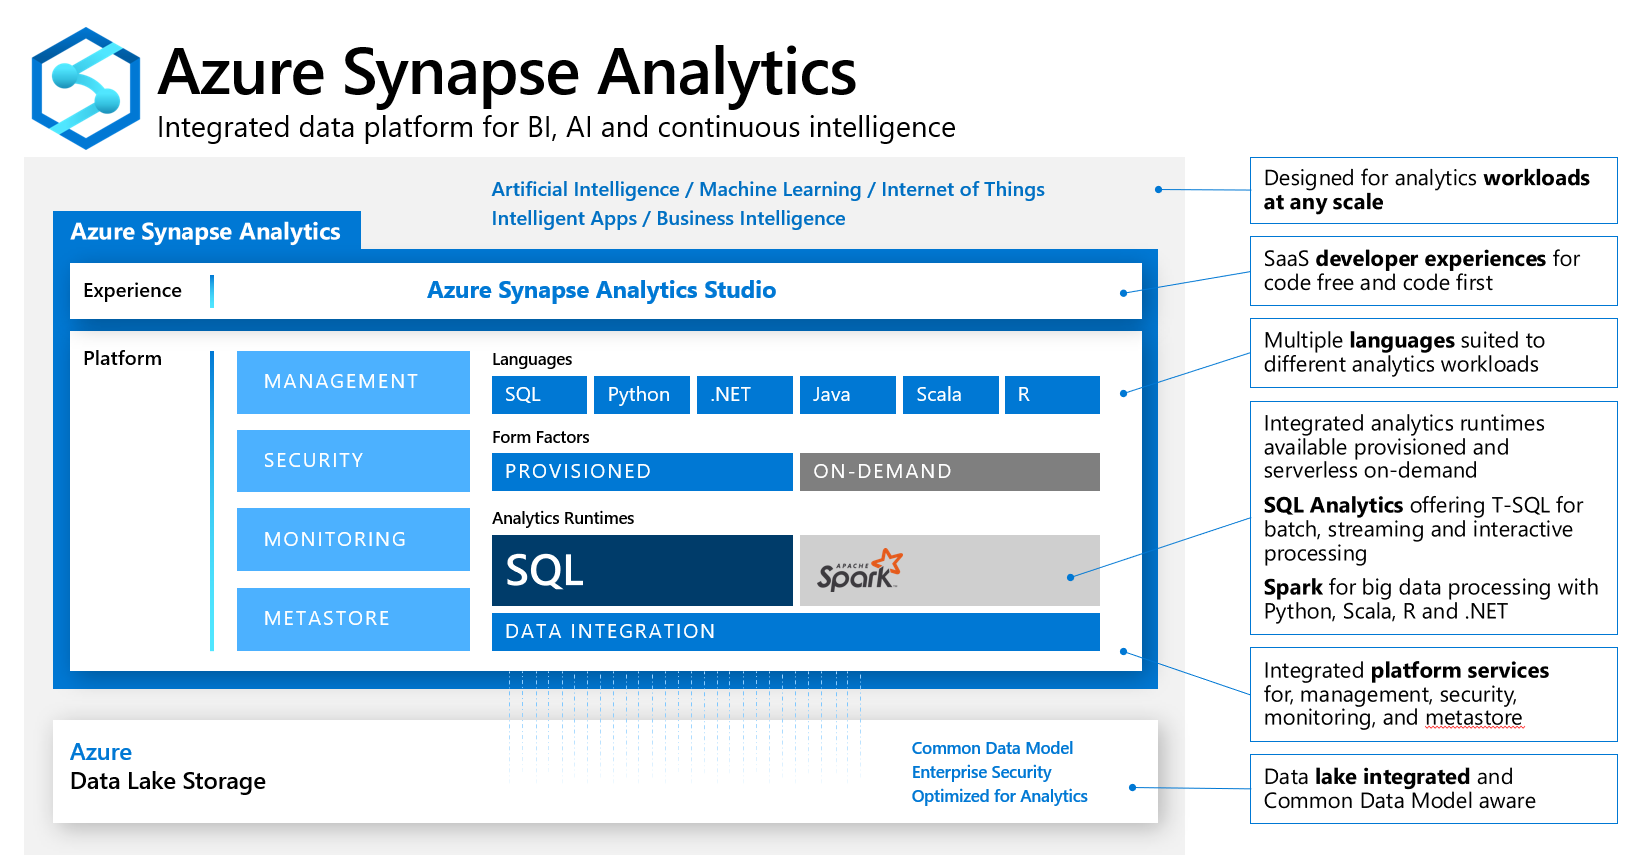 Azure Synapse Analytics
Integrated data platform for BI, AI and continuous intelligence
Artificial Intelligence / Machine Learning / Internet of Things
Intelligent Apps / Business Intelligence
Azure Synapse Analytics
Experience
Azure Synapse Analytics Studio
Platform
MANAGEMENT
SECURITY
MONITORING
METASTORE
Languages
SQL
Python
.NET
Java
Scala
R
Form Factors
PROVISIONED
ON-DEMAND
Analytics Runtimes
SQL
APACHE
Spark
DATA INTEGRATION
Azure
Data Lake Storage
Common Data Model
Enterprise Security
Optimized for Analytics
Designed for analytics workloads
at any scale
SaaS developer experiences for
code free and code first
Multiple languages suited to
different analytics workloads
Integrated analytics runtimes
available provisioned and
serverless on-demand
SQL Analytics offering T-SQL for
batch, streaming and interactive
processing
Spark for big data processing with
Python, Scala, R and .NET
Integrated platform services
for, management, security,
monitoring, and metastore
Data lake integrated and
Common Data Model aware